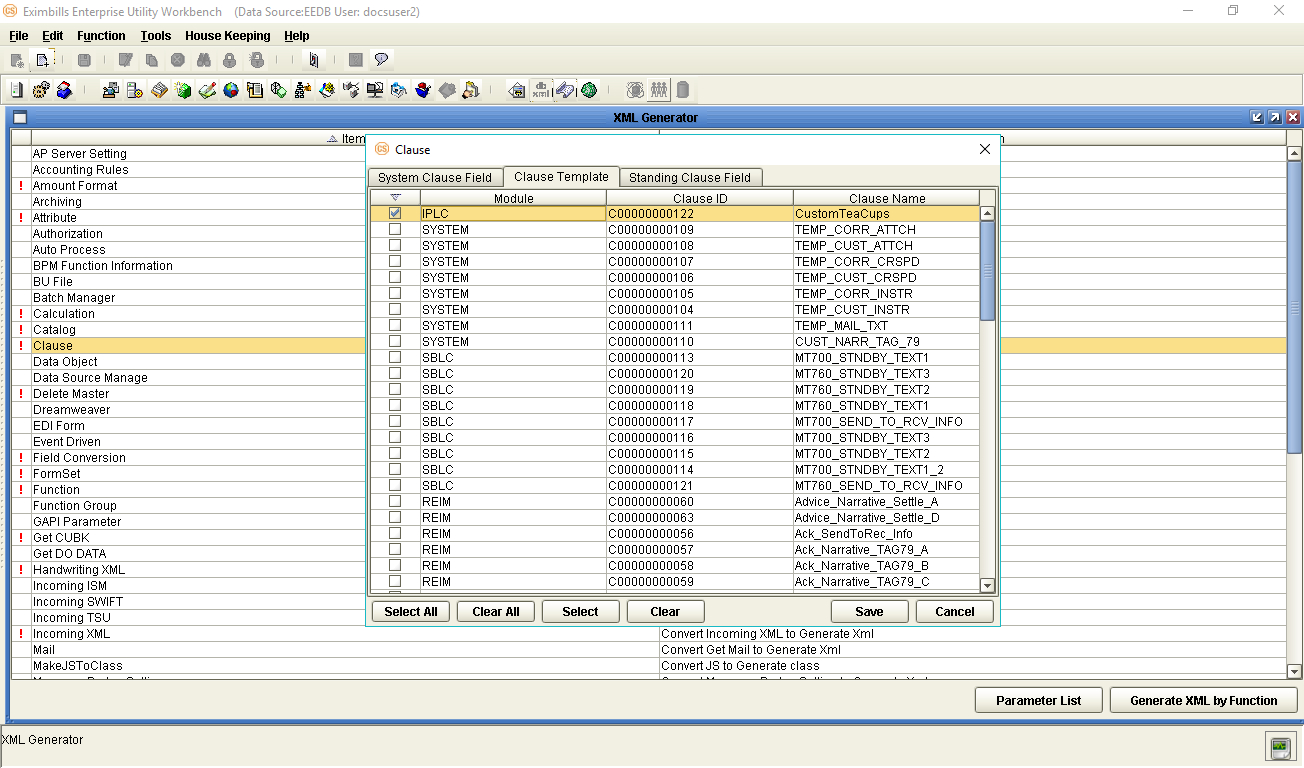 Eximbills Enterprise Utility Workbench (Data Source:EEDB User: docsuser2)
File Edit Function Tools House Keeping Help
XML Generator
Item
AP Server Setting
Accounting Rules
! Amount Format
Archiving
! Attribute
Authorization
Auto Process
BPM Function Information
BU File
Batch Manager
! Calculation
! Catalog
! Clause
Data Object
Data Source Manage
! Delete Master
Dreamweaver
EDI Form
Event Driven
! Field Conversion
! FormSet
! Function
Function Group
GAPI Parameter
! Get CUBK
Get DO DATA
! Handwriting XML
Incoming ISM
Incoming SWIFT
Incoming TSU
! Incoming XML Convert Incoming XML to Generate Xml
Mail Convert Get Mail to Generate Xml
MakeJSToClass Convert JS to Generate class
Clause
System Clause Field Clause Template Standing Clause Field
Module Clause ID Clause Name
IPLC C00000000122 CustomTeaCups
SYSTEM C00000000109 TEMP_CORR_ATTCH
SYSTEM C00000000108 TEMP_CUST_ATTCH
SYSTEM C00000000107 TEMP_CORR_CRSPD
SYSTEM C00000000106 TEMP_CUST_CRSPD
SYSTEM C00000000105 TEMP_CORR_INSTR
SYSTEM C00000000104 TEMP_CUST_INSTR
SYSTEM C00000000111 TEMP_MAIL_TXT
SYSTEM C00000000110 CUST_NARR_TAG_79
SBLC C00000000113 MT700_STNDBY_TEXT1
SBLC C00000000120 MT760_STNDBY_TEXT3
SBLC C00000000119 MT760_STNDBY_TEXT2
SBLC C00000000118 MT760_STNDBY_TEXT1
SBLC C00000000117 MT700_SEND_TO_RCV_INFO
SBLC C00000000116 MT700_STNDBY_TEXT3
SBLC C00000000115 MT700_STNDBY_TEXT2
SBLC C00000000114 MT700_STNDBY_TEXT1_2
SBLC C00000000121 MT760_SEND_TO_RCV_INFO
REIM C00000000060 Advice_Narrative_Settle_A
REIM C00000000063 Advice_Narrative_Settle_D
REIM C00000000056 Ack_SendToRec_Info
REIM C00000000057 Ack_Narrative_TAG79_A
REIM C00000000058 Ack_Narrative_TAG79_B
REIM C00000000059 Ack_Narrative_TAG79_C
Select All Clear All Select Clear Save Cancel
Parameter List Generate XML by Function
XML Generator